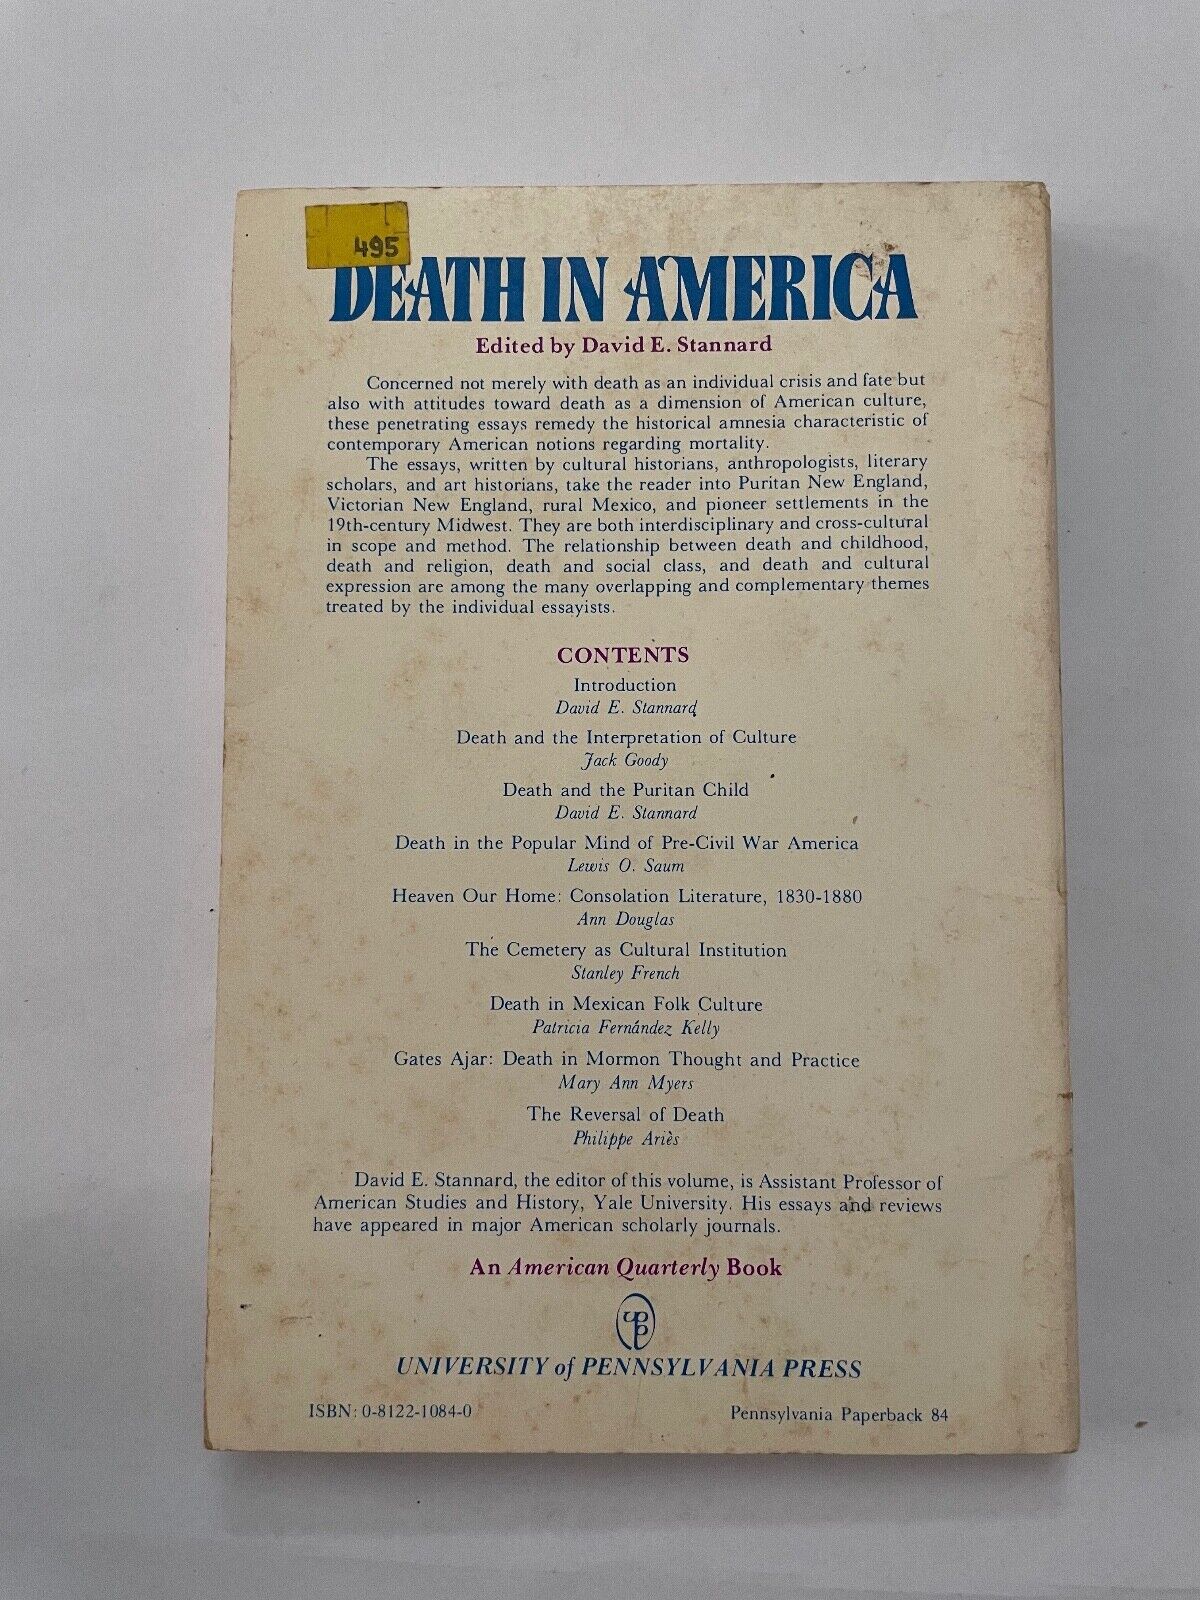 495
DEATH IN AMERICA
Edited by David E. Stannard
Concerned not merely with death as an individual crisis and fate but
also with attitudes toward death as a dimension of American culture,
these penetrating essays remedy the historical amnesia characteristic of
contemporary American notions regarding mortality.
The essays, written by cultural historians, anthropologists, literary
scholars, and art historians, take the reader into Puritan New England,
Victorian New England, rural Mexico, and pioneer settlements in the
19th-century Midwest. They are both interdisciplinary and cross-cultural
in scope and method. The relationship between death and childhood,
death and religion, death and social class, and death and cultural
expression are among the many overlapping and complementary themes
treated by the individual essayists.
CONTENTS
Introduction
David E. Stannard
Death and the Interpretation of Culture
Jack Goody
Death and the Puritan Child
David E. Stannard
Death in the Popular Mind of Pre-Civil War America
Lewis O. Saum
Heaven Our Home: Consolation Literature, 1830-1880
Ann Douglas
The Cemetery as Cultural Institution
Stanley French
Death in Mexican Folk Culture
Patricia Fernández Kelly
Gates Ajar: Death in Mormon Thought and Practice
Mary Ann Myers
The Reversal of Death
Philippe Ariès
David E. Stannard, the editor of this volume, is Assistant Professor of
American Studies and History, Yale University. His essays and reviews
have appeared in major American scholarly journals.
An American Quarterly Book
UPP
UNIVERSITY of PENNSYLVANIA PRESS
ISBN: 0-8122-1084-0
Pennsylvania Paperback 84